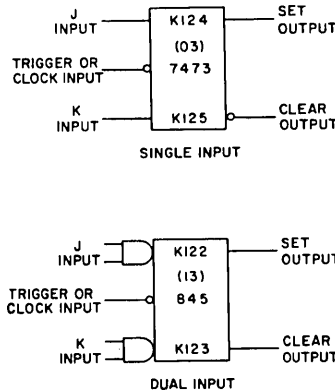 J
INPUT
K124
SET
OUTPUT
(03)
TRIGGER OR
CLOCK INPUT
7473
K
INPUT
K125
CLEAR
OUTPUT
SINGLE INPUT
J
INPUT
K122
SET
OUTPUT
(13)
TRIGGER OR
CLOCK INPUT
845
K
INPUT
K123
CLEAR
OUTPUT
DUAL INPUT